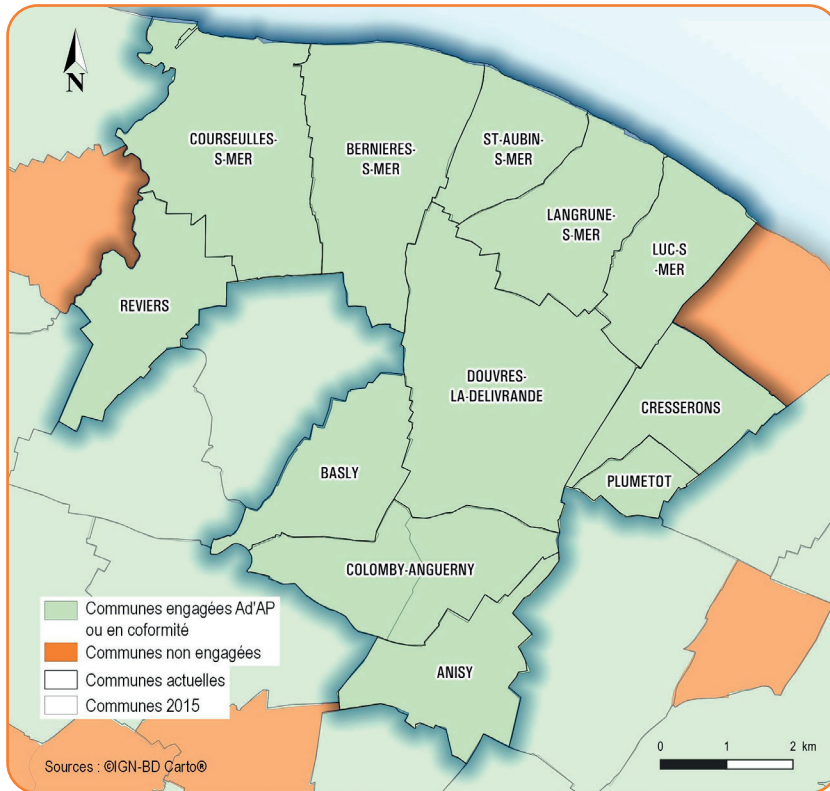 N
COURSEULLES-
S-MER
BERNIERES-
S-MER
ST-AUBIN-
S-MER
LANGRUNE-
S-MER
LUC-S
-MER
REVIERS
DOUVRES-
LA-DELIVRANDE
CRESSERONS
BASLY
PLUMETOT
COLOMBY-ANGUERNY
ANISY
Communes engagées Ad'AP
ou en coformité
Communes non engagées
Communes actuelles
Communes 2015
Sources : ©IGN-BD Carto®
0 1 2 km